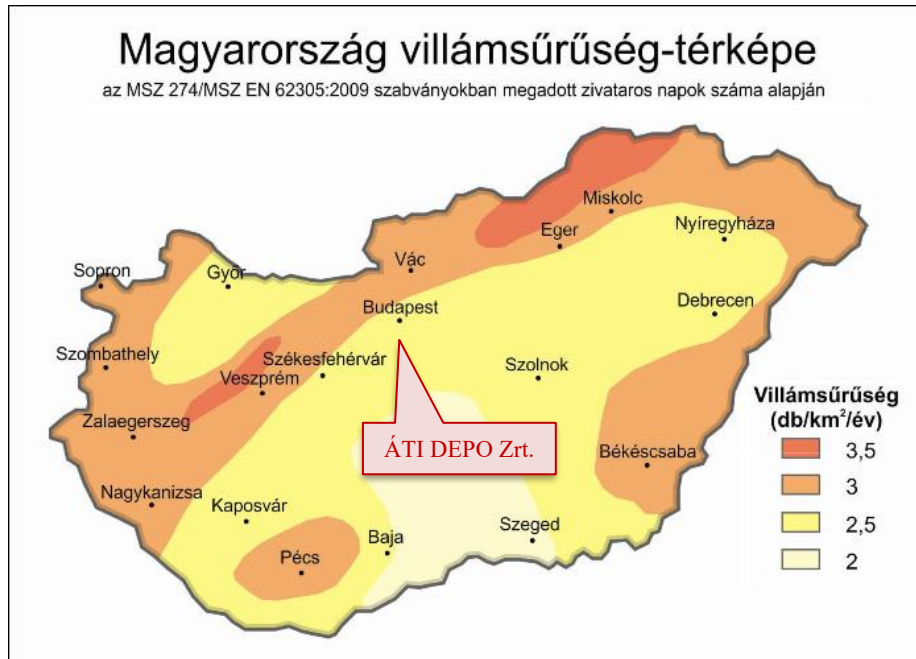 Magyarország villámsűrűség-térképe
az MSZ 274/MSZ EN 62305:2009 szabványokban megadott zivataros napok száma alapján
Miskolc
Eger
Nyíregyháza
Vác
Sopron
Győr
Budapest
Debrecen
Szombathely
Székesfehérvár
Veszprém
Szolnok
Zalaegerszeg
ÁTI DEPO Zrt.
Békéscsaba
Nagykanizsa
Kaposvár
Pécs
Baja
Szeged
Villámsűrűség
(db/km²/év)
3,5
3
2,5
2